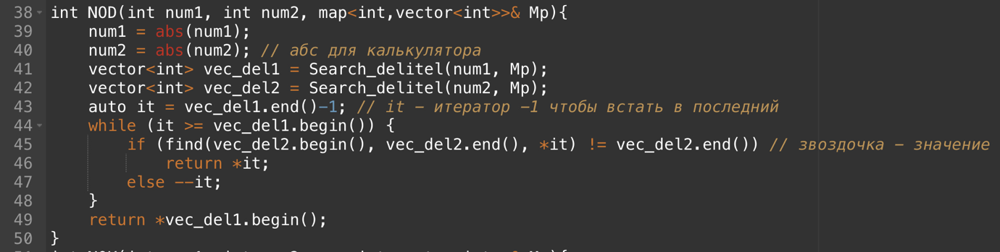 38 int NOD(int num1, int num2, map<int,vector<int>>& Mp){
39     num1 = abs(num1);
40     num2 = abs(num2); // абс для калькулятора
41     vector<int> vec_del1 = Search_delitel(num1, Mp);
42     vector<int> vec_del2 = Search_delitel(num2, Mp);
43     auto it = vec_del1.end()-1; // it - итератор -1 чтобы встать в последний
44     while (it >= vec_del1.begin()) {
45         if (find(vec_del2.begin(), vec_del2.end(), *it) != vec_del2.end()) // звоздочка - значение
46             return *it;
47         else --it;
48     }
49     return *vec_del1.begin();
50 }